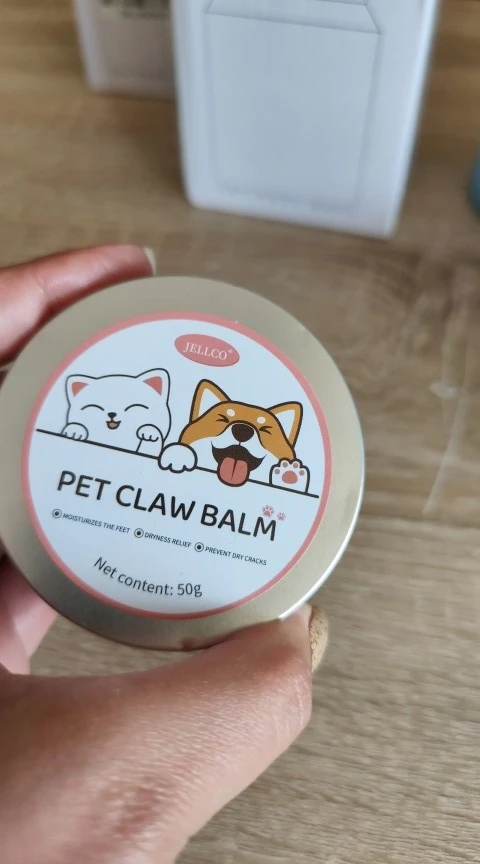 JELLCO®
PET CLAW BALM
MOISTURIZES THE FEET DRYNESS RELIEF PREVENT DRY CRACKS
Net content: 50g